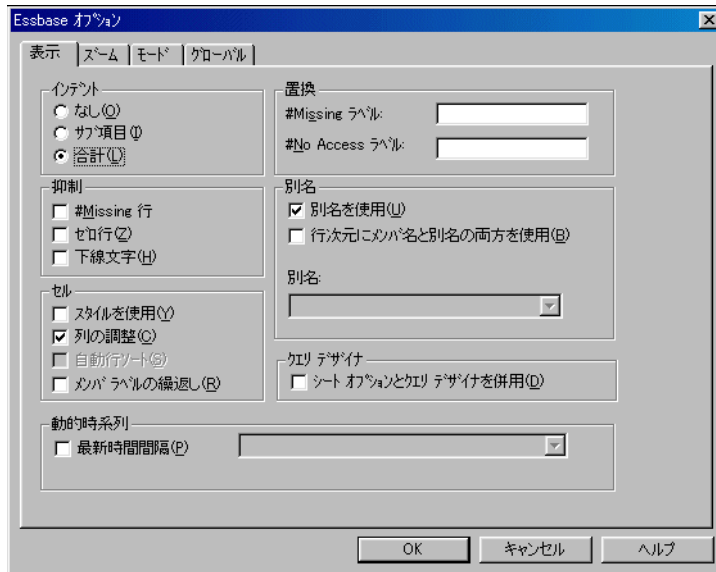 Essbase オプション
表示 ズーム モード グローバル
インデント
なし(O)
サブ項目(I)
合計(L)
置換
#Missing ラベル:
#No Access ラベル:
抑制
#Missing 行
ゼロ行(Z)
下線文字(H)
別名
別名を使用(U)
行次元にメンバ名と別名の両方を使用(B)
別名:
セル
スタイルを使用(Y)
列の調整(C)
自動行ソート(S)
メンバ ラベルの繰返し(R)
クエリ デザイナ
シート オプションとクエリ デザイナを併用(D)
動的時系列
最新時間間隔(P)
OK キャンセル ヘルプ